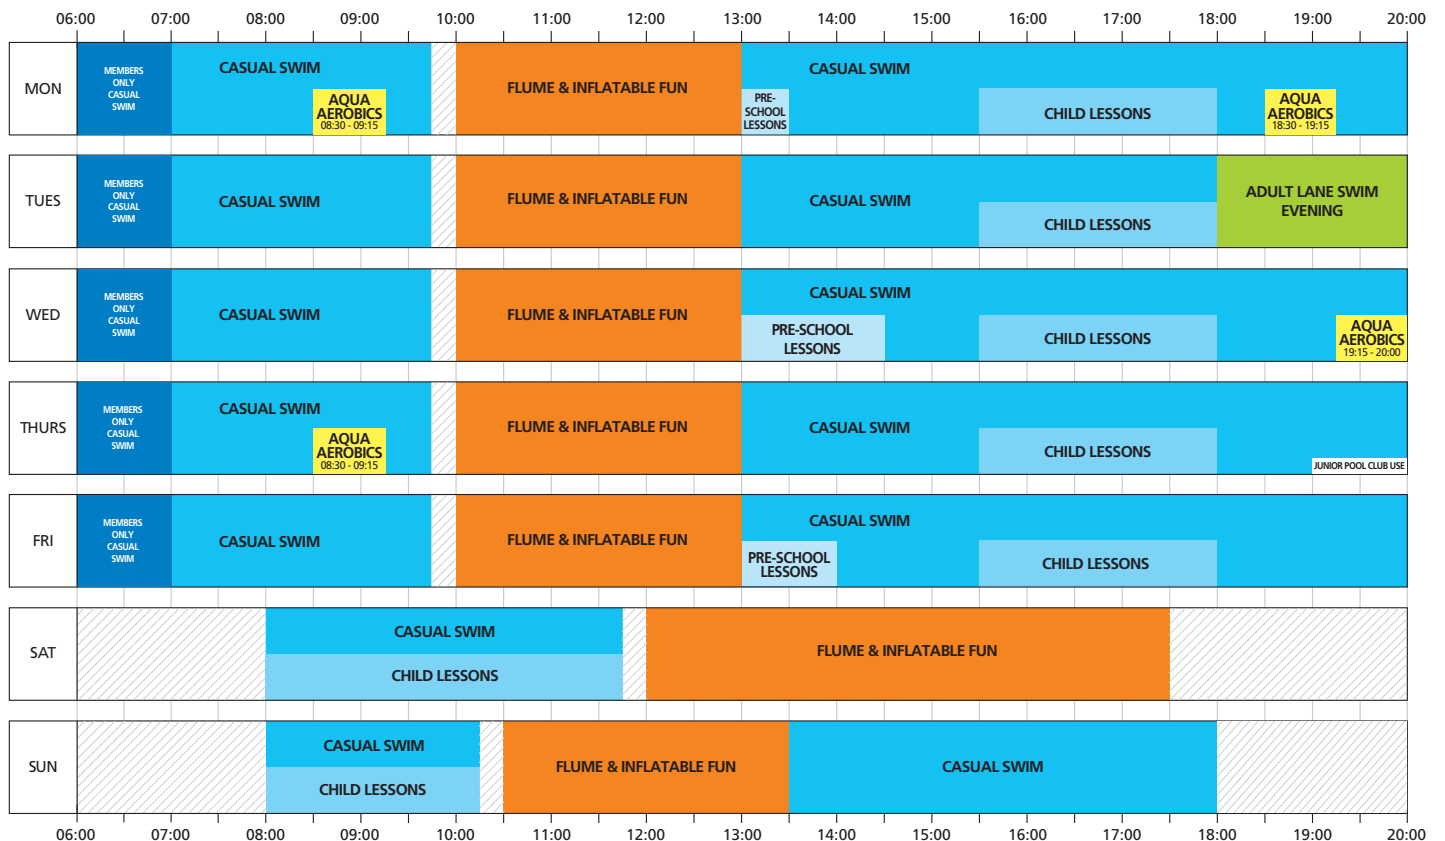 06:00 07:00 08:00 09:00 10:00 11:00 12:00 13:00 14:00 15:00 16:00 17:00 18:00 19:00 20:00
MON
MEMBERS
ONLY
CASUAL
SWIM
CASUAL SWIM
AQUA
AEROBICS
08:30 - 09:15
FLUME & INFLATABLE FUN
CASUAL SWIM
PRE-
SCHOOL
LESSONS
CHILD LESSONS
AQUA
AEROBICS
18:30 - 19:15
TUES
MEMBERS
ONLY
CASUAL
SWIM
CASUAL SWIM
FLUME & INFLATABLE FUN
CASUAL SWIM
CHILD LESSONS
ADULT LANE SWIM
EVENING
WED
MEMBERS
ONLY
CASUAL
SWIM
CASUAL SWIM
FLUME & INFLATABLE FUN
CASUAL SWIM
PRE-SCHOOL
LESSONS
CHILD LESSONS
AQUA
AEROBICS
19:15 - 20:00
THURS
MEMBERS
ONLY
CASUAL
SWIM
CASUAL SWIM
AQUA
AEROBICS
08:30 - 09:15
FLUME & INFLATABLE FUN
CASUAL SWIM
CHILD LESSONS
JUNIOR POOL CLUB USE
FRI
MEMBERS
ONLY
CASUAL
SWIM
CASUAL SWIM
FLUME & INFLATABLE FUN
CASUAL SWIM
PRE-SCHOOL
LESSONS
CHILD LESSONS
SAT
CASUAL SWIM
CHILD LESSONS
FLUME & INFLATABLE FUN
SUN
CASUAL SWIM
CHILD LESSONS
FLUME & INFLATABLE FUN
CASUAL SWIM
06:00 07:00 08:00 09:00 10:00 11:00 12:00 13:00 14:00 15:00 16:00 17:00 18:00 19:00 20:00